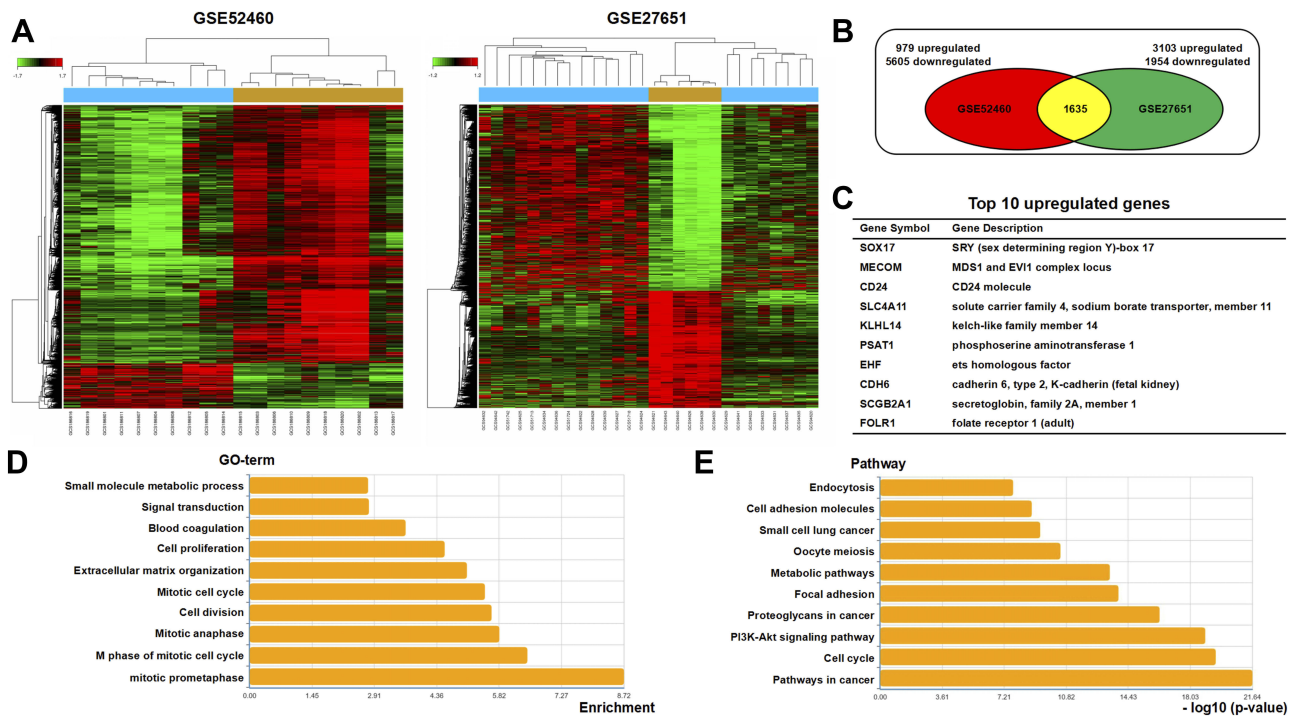 A
GSE52460
-1.7
1.7
GSE27651
B
979 upregulated
5605 downregulated
3103 upregulated
1954 downregulated
GSE52460
1635
GSE27651
C
Top 10 upregulated genes
Gene Symbol Gene Description
SOX17 SRY (sex determining region Y)-box 17
MECOM MDS1 and EVI1 complex locus
CD24 CD24 molecule
SLC4A11 solute carrier family 4, sodium borate transporter, member 11
KLHL14 kelch-like family member 14
PSAT1 phosphoserine aminotransferase 1
EHF ets homologous factor
CDH6 cadherin 6, type 2, K-cadherin (fetal kidney)
SCGB2A1 secretoglobin, family 2A, member 1
FOLR1 folate receptor 1 (adult)
D
GO-term
Small molecule metabolic process
Signal transduction
Blood coagulation
Cell proliferation
Extracellular matrix organization
Mitotic cell cycle
Cell division
Mitotic anaphase
M phase of mitotic cell cycle
mitotic prometaphase
0.00 1.45 2.91 4.36 5.82 7.27 8.72
Enrichment
E
Pathway
Endocytosis
Cell adhesion molecules
Small cell lung cancer
Oocyte meiosis
Metabolic pathways
Focal adhesion
Proteoglycans in cancer
PI3K-Akt signaling pathway
Cell cycle
Pathways in cancer
0.00 3.61 7.21 10.82 14.43 18.03 21.64
- log10 (p-value)